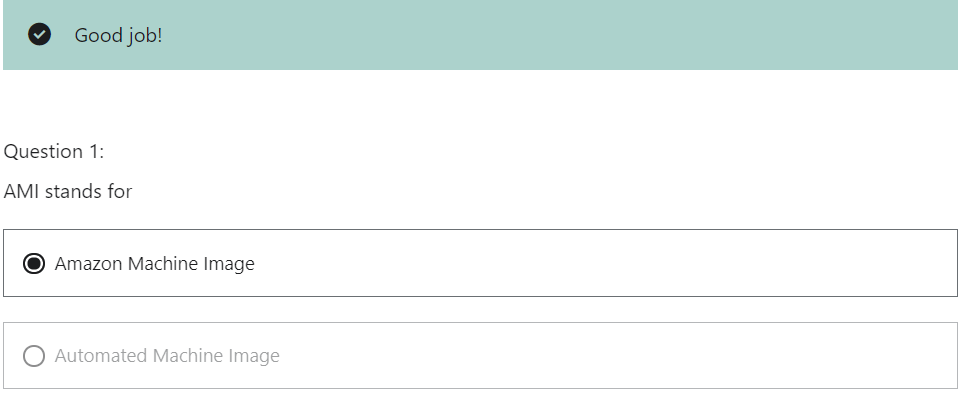 Good job!
Question 1:
AMI stands for
Amazon Machine Image
Automated Machine Image